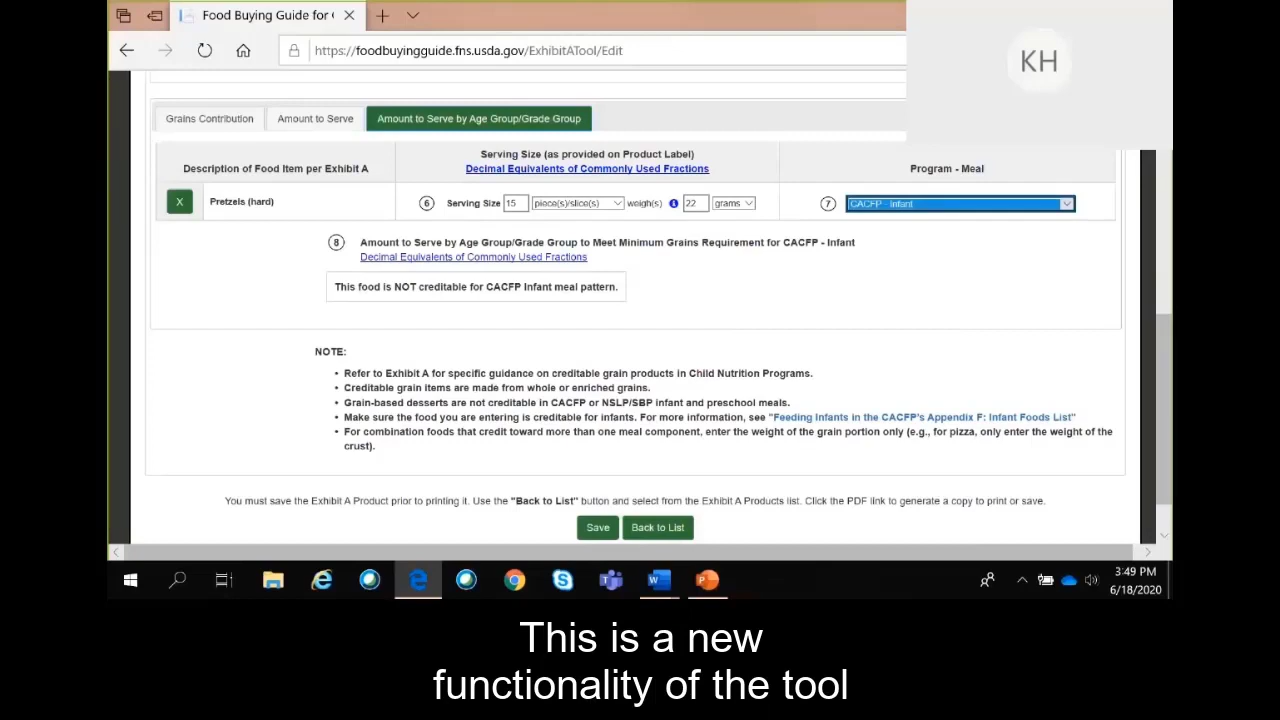 Food Buying Guide for
KH
https://foodbuyingguide.fns.usda.gov/ExhibitATool/Edit
Grains Contribution
Amount to Serve
Amount to Serve by Age Group/Grade Group
Description of Food Item per Exhibit A
Serving Size (as provided on Product Label)
Decimal Equivalents of Commonly Used Fractions
Program - Meal
X
Pretzels (hard)
6 Serving Size 15 piece(s)/slice(s) weigh(s) i 22 grams
7 CACFP - Infant
8 Amount to Serve by Age Group/Grade Group to Meet Minimum Grains Requirement for CACFP - Infant
Decimal Equivalents of Commonly Used Fractions
This food is NOT creditable for CACFP Infant meal pattern.
NOTE:
• Refer to Exhibit A for specific guidance on creditable grain products in Child Nutrition Programs.
• Creditable grain items are made from whole or enriched grains.
• Grain-based desserts are not creditable in CACFP or NSLP/SBP infant and preschool meals.
• Make sure the food you are entering is creditable for infants. For more information, see "Feeding Infants in the CACFP's Appendix F: Infant Foods List"
• For combination foods that credit toward more than one meal component, enter the weight of the grain portion only (e.g., for pizza, only enter the weight of the
crust).
You must save the Exhibit A Product prior to printing it. Use the "Back to List" button and select from the Exhibit A Products list. Click the PDF link to generate a copy to print or save.
Save
Back to List
3:49 PM
6/18/2020
This is a new
functionality of the tool